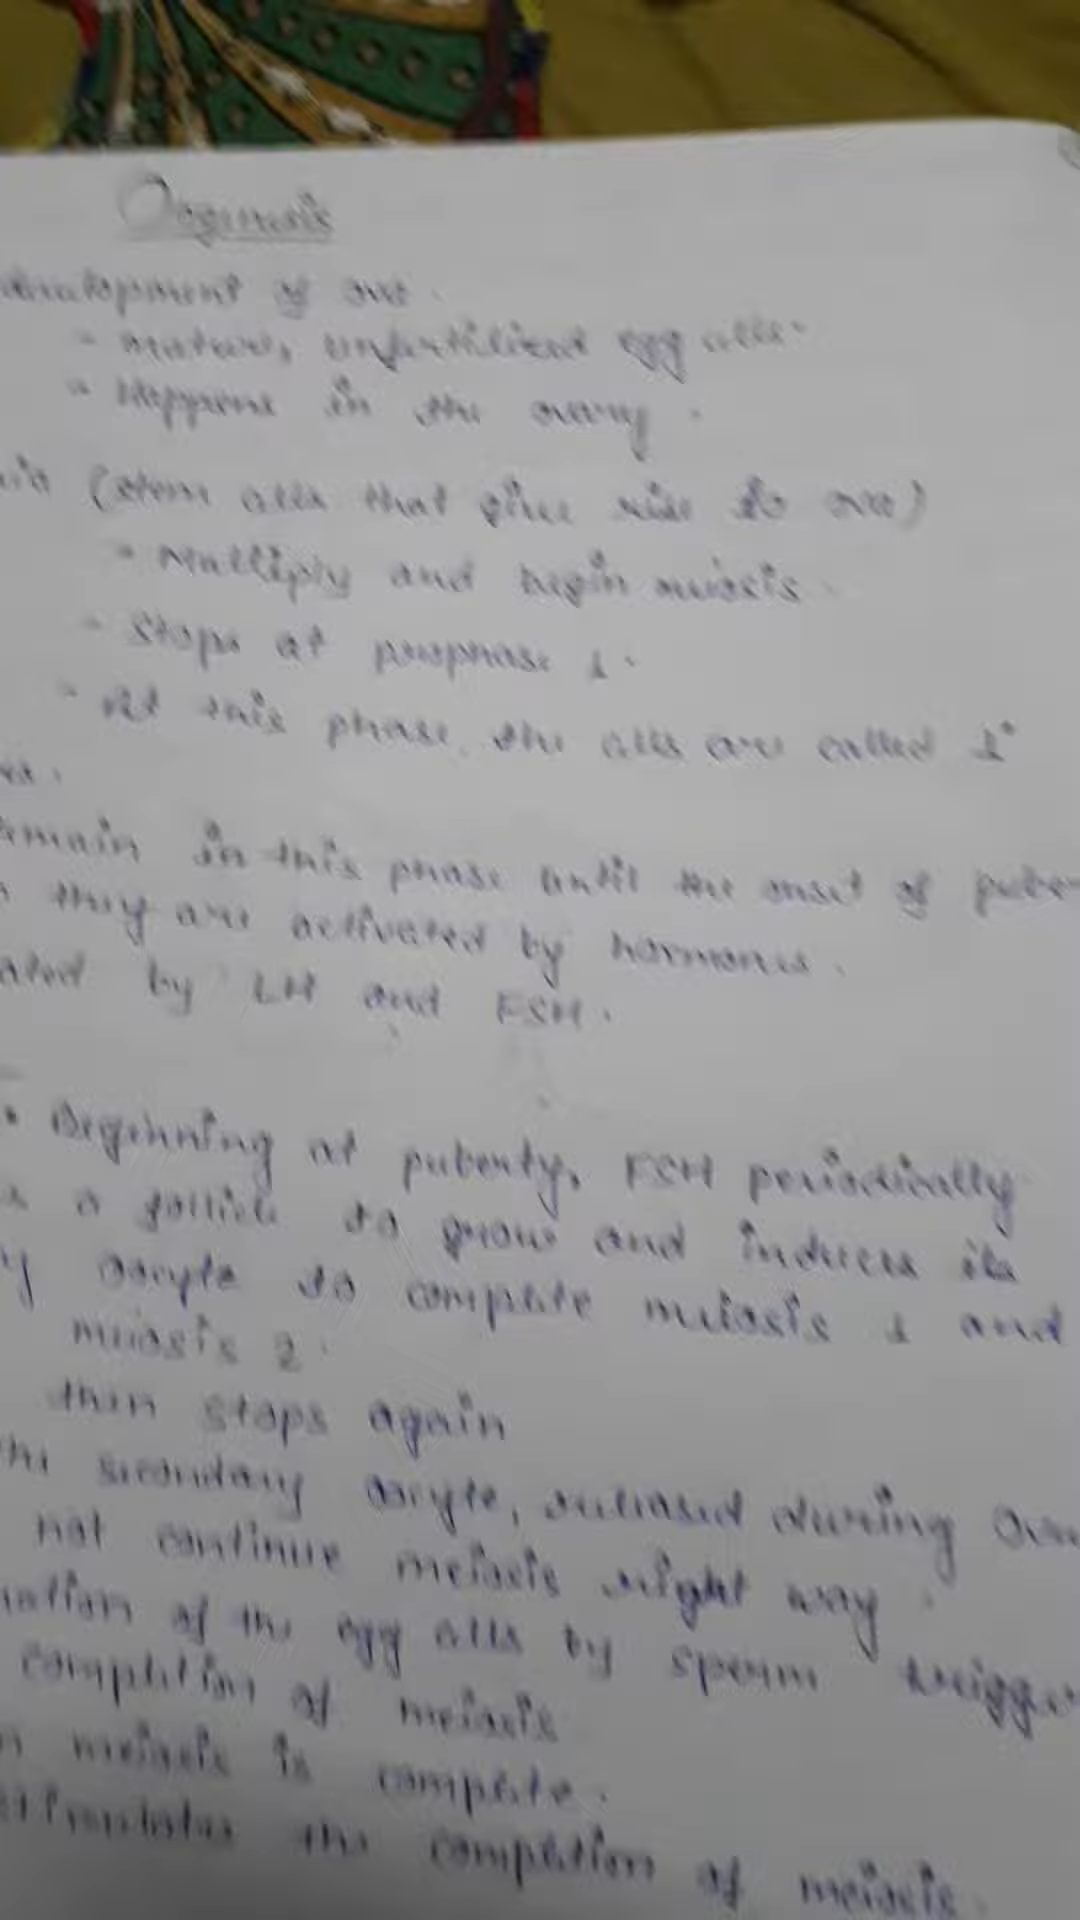 Oogenesis
development of ova.
- mature, unfertilized egg cells.
- Happens in the ovary.
(stem cells that give rise to ova)
- Multiply and begin meiosis.
- Stops at prophase 1.
- At this phase, the cells are called 1°
remain in this phase until the onset of
they are activated by hormones.
by LH and FSH.
• Beginning at puberty, FSH periodically
a follicle to grow and induces its
oocyte to complete meiosis 1 and
meiosis 2.
then stops again
secondary oocyte, released during
not continue meiosis right way.
of the egg cells by sperm
completion of meiosis
meiosis is complete.
the completion of meiosis.